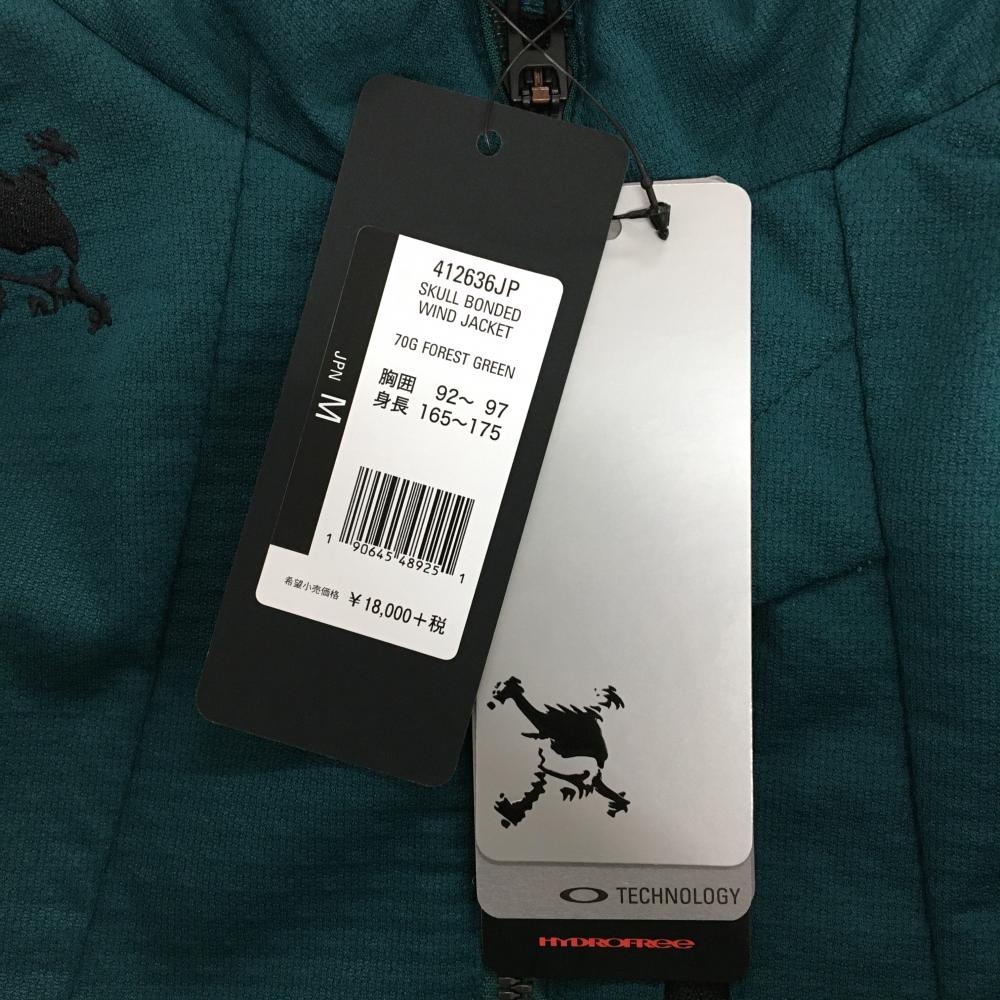 412636JP
SKULL BONDED
WIND JACKET
70G FOREST GREEN
胸囲 92～ 97
身長 165～175
JPN M
1 90645 48925 1
希望小売価格 ¥18,000+税
TECHNOLOGY
HYDROFREE